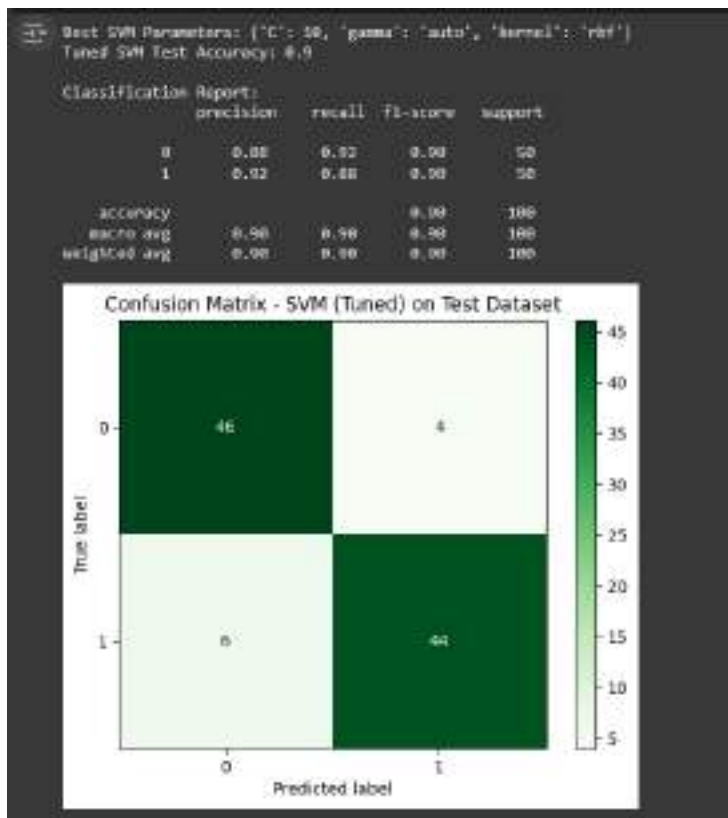 Best SVM Parameters: {'C': 10, 'gamma': 'auto', 'kernel': 'rbf'}
Tuned SVM Test Accuracy: 0.9
Classification Report:
precision recall f1-score support
0 0.88 0.92 0.90 50
1 0.92 0.88 0.90 50
accuracy 0.90 100
macro avg 0.90 0.90 0.90 100
weighted avg 0.90 0.90 0.90 100
Confusion Matrix - SVM (Tuned) on Test Dataset
45
40
35
30
25
20
15
10
5
0
46 4
True label
1
6 44
0 1
Predicted label